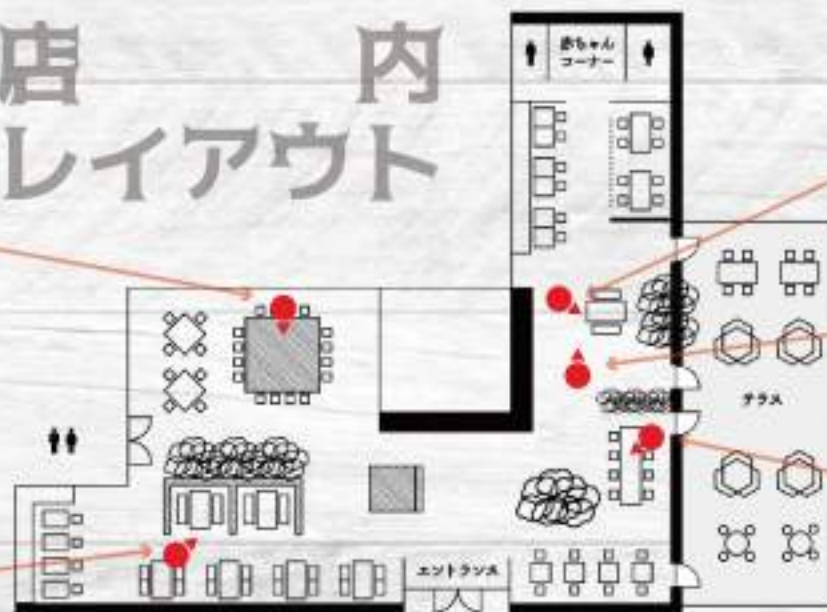 店 内
レイアウト
赤ちゃん
コーナー
テラス
エントランス